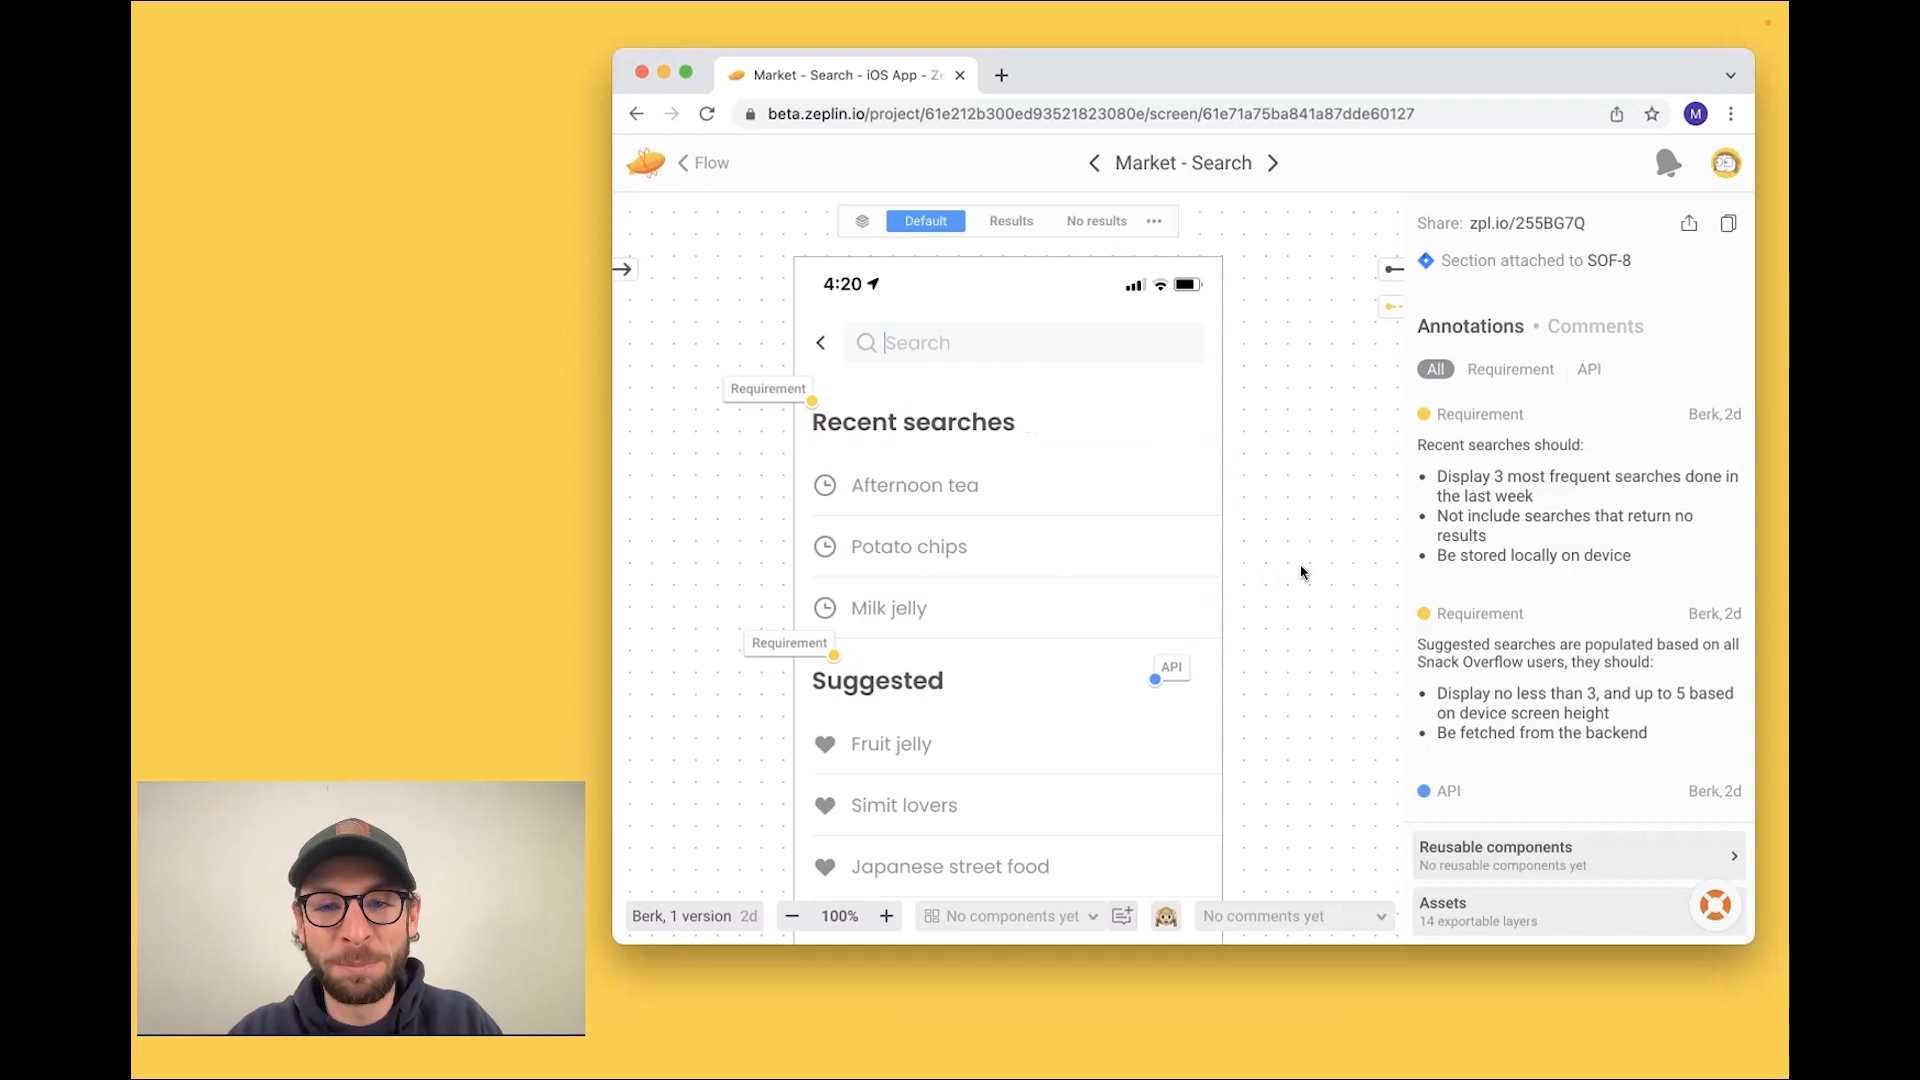 Market - Search - iOS App - Ze
beta.zeplin.io/project/61e212b300ed93521823080e/screen/61e71a75ba841a87dde60127
M
Flow
Market - Search
Default
Results
No results
Share: zpl.io/255BG7Q
Section attached to SOF-8
4:20
Search
Requirement
Recent searches
Afternoon tea
Potato chips
Milk jelly
Requirement
API
Suggested
Fruit jelly
Simit lovers
Japanese street food
Annotations • Comments
All
Requirement
API
Requirement
Berk, 2d
Recent searches should:
• Display 3 most frequent searches done in
the last week
• Not include searches that return no
results
• Be stored locally on device
Requirement
Berk, 2d
Suggested searches are populated based on all
Snack Overflow users, they should:
• Display no less than 3, and up to 5 based
on device screen height
• Be fetched from the backend
API
Berk, 2d
Reusable components
No reusable components yet
Assets
14 exportable layers
Berk, 1 version 2d
100%
No components yet
No comments yet